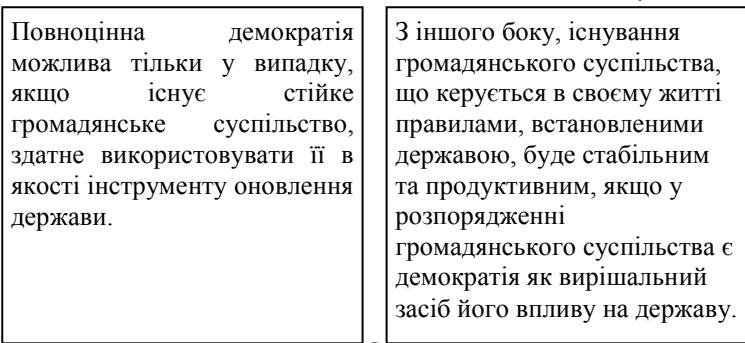 Повноцінна демократія
можлива тільки у випадку,
якщо існує стійке
громадянське суспільство,
здатне використовувати її в
якості інструменту оновлення
держави.
З іншого боку, існування
громадянського суспільства,
що керується в своєму житті
правилами, встановленими
державою, буде стабільним
та продуктивним, якщо у
розпорядженні
громадянського суспільства є
демократія як вирішальний
засіб його впливу на державу.